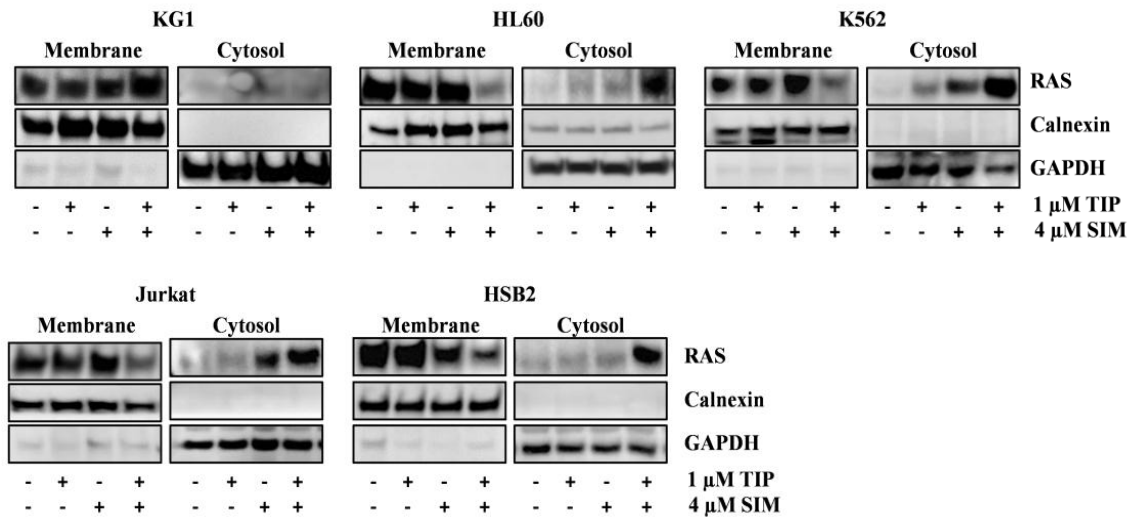 KG1 HL60 K562
Membrane Cytosol Membrane Cytosol Membrane Cytosol
RAS
Calnexin
GAPDH
- + - + - + - + - + - + - + - + - + - + - + - + 1 µM TIP
- - + + - - + + - - + + - - + + - - + + - - + + 4 µM SIM
Jurkat HSB2
Membrane Cytosol Membrane Cytosol
RAS
Calnexin
GAPDH
- + - + - + - + - + - + - + - + 1 µM TIP
- - + + - - + + - - + + - - + + 4 µM SIM